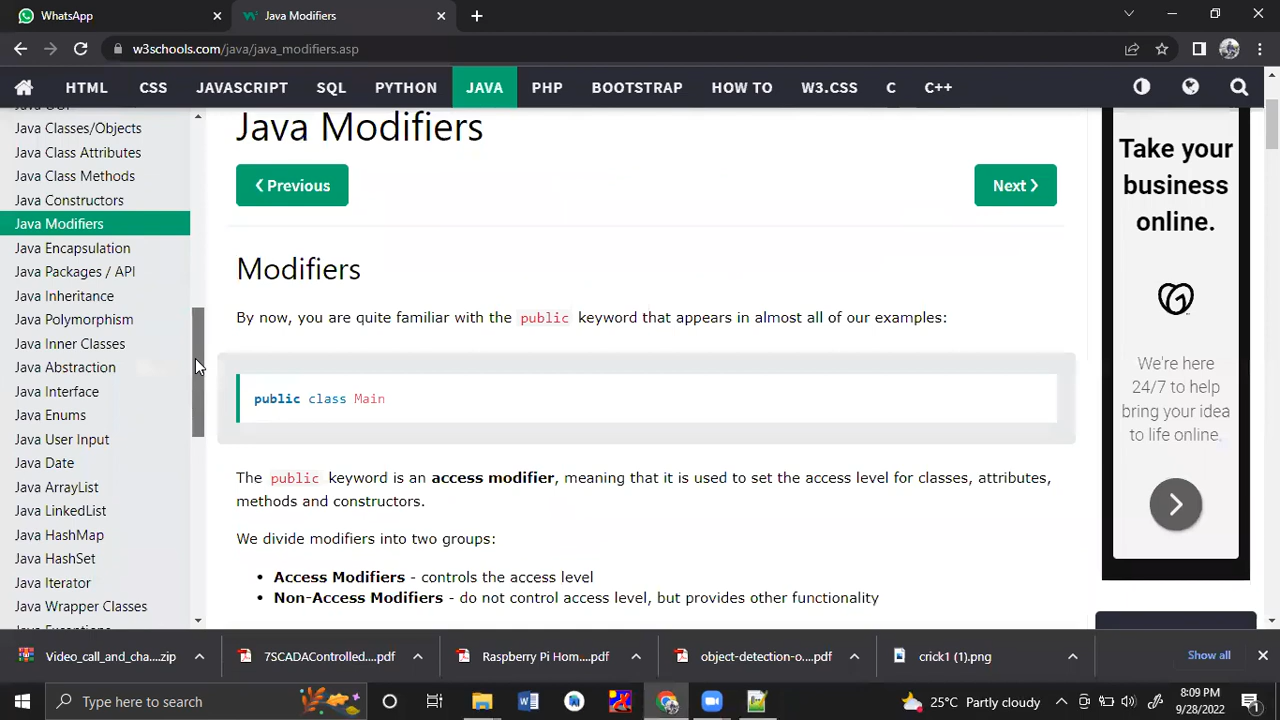 WhatsApp
Java Modifiers
w3schools.com/java/java_modifiers.asp
HTML CSS JAVASCRIPT SQL PYTHON JAVA PHP BOOTSTRAP HOW TO W3.CSS C C++
Java Classes/Objects
Java Class Attributes
Java Class Methods
Java Constructors
Java Modifiers
Java Encapsulation
Java Packages / API
Java Inheritance
Java Polymorphism
Java Inner Classes
Java Abstraction
Java Interface
Java Enums
Java User Input
Java Date
Java ArrayList
Java LinkedList
Java HashMap
Java HashSet
Java Iterator
Java Wrapper Classes
Java Modifiers
❮ Previous
Next ❯
Modifiers
By now, you are quite familiar with the public keyword that appears in almost all of our examples:
public class Main
The public keyword is an access modifier, meaning that it is used to set the access level for classes, attributes,
methods and constructors.
We divide modifiers into two groups:
• Access Modifiers - controls the access level
• Non-Access Modifiers - do not control access level, but provides other functionality
Take your
business
online.
We're here
24/7 to help
bring your idea
to life online.
Video_call_and_cha....zip
7SCADAControlled....pdf
Raspberry Pi Hom....pdf
object-detection-o....pdf
crick1 (1).png
Show all
Type here to search
25°C Partly cloudy
8:09 PM
9/28/2022
1